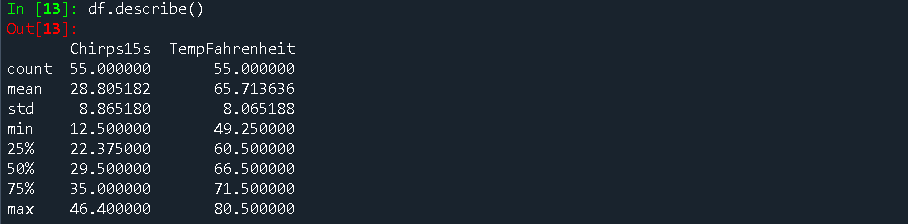 In [13]: df.describe()
Out[13]:
Chirps15s TempFahrenheit
count 55.000000 55.000000
mean 28.805182 65.713636
std 8.865180 8.065188
min 12.500000 49.250000
25% 22.375000 60.500000
50% 29.500000 66.500000
75% 35.000000 71.500000
max 46.400000 80.500000